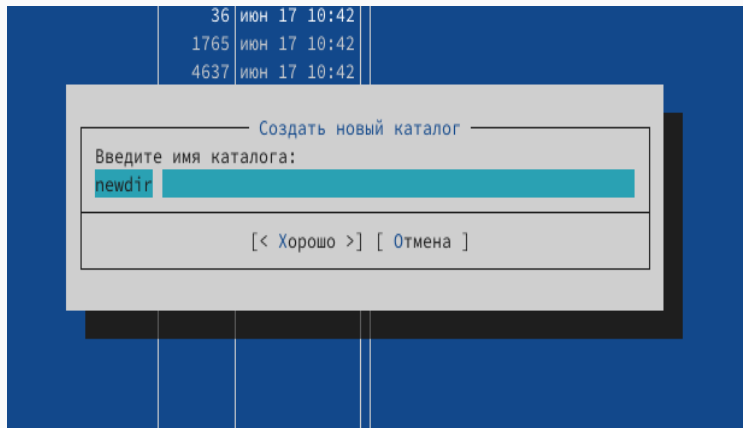 36 июн 17 10:42
1765 июн 17 10:42
4637 июн 17 10:42
Создать новый каталог
Введите имя каталога:
newdir
[< Хорошо >] [ Отмена ]